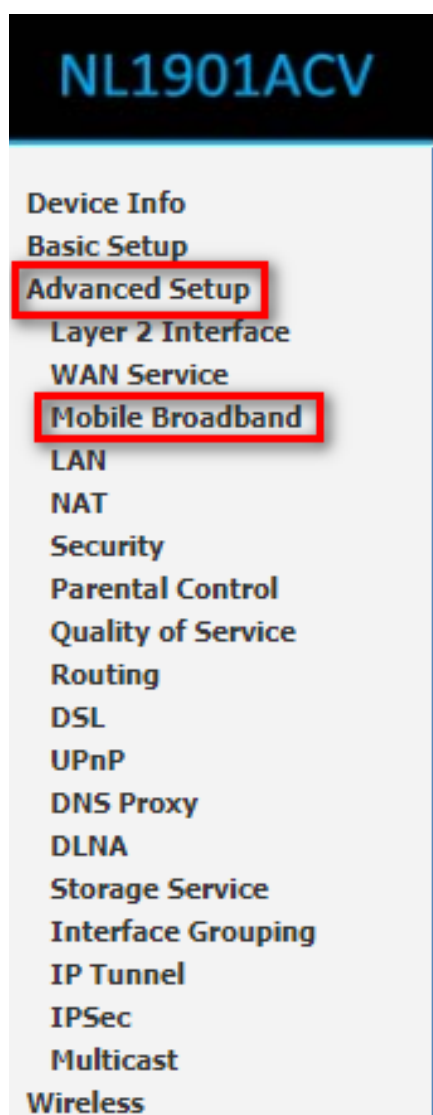 NL1901ACV
Device Info
Basic Setup
Advanced Setup
Layer 2 Interface
WAN Service
Mobile Broadband
LAN
NAT
Security
Parental Control
Quality of Service
Routing
DSL
UPnP
DNS Proxy
DLNA
Storage Service
Interface Grouping
IP Tunnel
IPSec
Multicast
Wireless